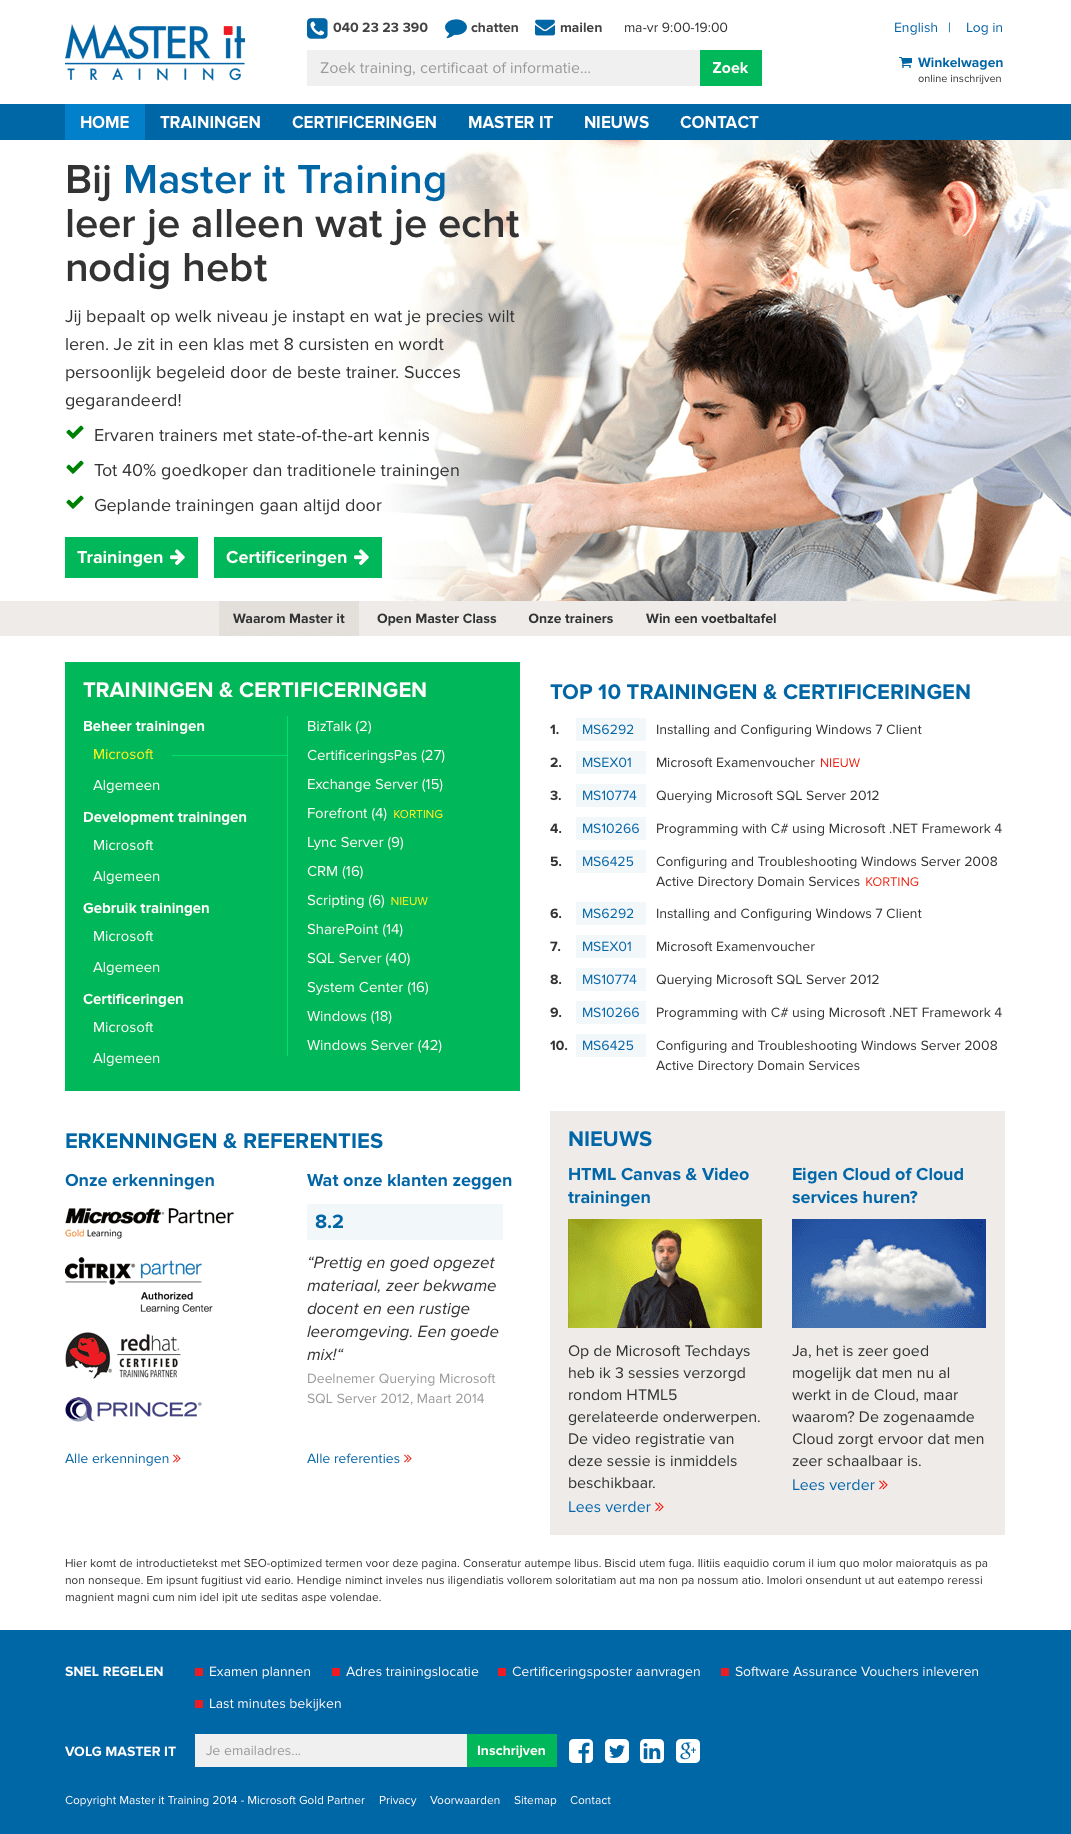 MASTER it
TRAINING
040 23 23 390 chatten mailen ma-vr 9:00-19:00
English | Log in
Zoek training, certificaat of informatie... Zoek
Winkelwagen
online inschrijven
HOME TRAININGEN CERTIFICERINGEN MASTER IT NIEUWS CONTACT
Bij Master it Training
leer je alleen wat je echt
nodig hebt
Jij bepaalt op welk niveau je instapt en wat je precies wilt
leren. Je zit in een klas met 8 cursisten en wordt
persoonlijk begeleid door de beste trainer. Succes
gegarandeerd!
Ervaren trainers met state-of-the-art kennis
Tot 40% goedkoper dan traditionele trainingen
Geplande trainingen gaan altijd door
Trainingen Certificeringen
Waarom Master it Open Master Class Onze trainers Win een voetbaltafel
TRAININGEN & CERTIFICERINGEN
Beheer trainingen
Microsoft
Algemeen
Development trainingen
Microsoft
Algemeen
Gebruik trainingen
Microsoft
Algemeen
Certificeringen
Microsoft
Algemeen
BizTalk (2)
CertificeringsPas (27)
Exchange Server (15)
Forefront (4) KORTING
Lync Server (9)
CRM (16)
Scripting (6) NIEUW
SharePoint (14)
SQL Server (40)
System Center (16)
Windows (18)
Windows Server (42)
TOP 10 TRAININGEN & CERTIFICERINGEN
1. MS6292 Installing and Configuring Windows 7 Client
2. MSEX01 Microsoft Examenvoucher NIEUW
3. MS10774 Querying Microsoft SQL Server 2012
4. MS10266 Programming with C# using Microsoft .NET Framework 4
5. MS6425 Configuring and Troubleshooting Windows Server 2008
Active Directory Domain Services KORTING
6. MS6292 Installing and Configuring Windows 7 Client
7. MSEX01 Microsoft Examenvoucher
8. MS10774 Querying Microsoft SQL Server 2012
9. MS10266 Programming with C# using Microsoft .NET Framework 4
10. MS6425 Configuring and Troubleshooting Windows Server 2008
Active Directory Domain Services
ERKENNINGEN & REFERENTIES
Onze erkenningen
Microsoft Partner
Gold Learning
CITRIX partner
Authorized
Learning Center
redhat.
CERTIFIED
TRAINING PARTNER
PRINCE2
Alle erkenningen »
Wat onze klanten zeggen
8.2
“Prettig en goed opgezet
materiaal, zeer bekwame
docent en een rustige
leeromgeving. Een goede
mix!“
Deelnemer Querying Microsoft
SQL Server 2012, Maart 2014
Alle referenties »
NIEUWS
HTML Canvas & Video
trainingen
Op de Microsoft Techdays
heb ik 3 sessies verzorgd
rondom HTML5
gerelateerde onderwerpen.
De video registratie van
deze sessie is inmiddels
beschikbaar.
Lees verder »
Eigen Cloud of Cloud
services huren?
Ja, het is zeer goed
mogelijk dat men nu al
werkt in de Cloud, maar
waarom? De zogenaamde
Cloud zorgt ervoor dat men
zeer schaalbaar is.
Lees verder »
Hier komt de introductietekst met SEO-optimized termen voor deze pagina. Conseratur autempe libus. Biscid utem fuga. Ilitiis eaquidio corum il ium quo molor maioratquis as pa
non nonseque. Em ipsunt fugitiust vid eario. Hendige niminct inveles nus iligendiatis vollorem soloritatiam aut ma non pa nossum atio. Imolori onsendunt ut aut eatempo reressi
magnient magni cum nim idel ipit ute seditas aspe volendae.
SNEL REGELEN Examen plannen Adres trainingslocatie Certificeringsposter aanvragen Software Assurance Vouchers inleveren
Last minutes bekijken
VOLG MASTER IT Je emailadres... Inschrijven
Copyright Master it Training 2014 - Microsoft Gold Partner Privacy Voorwaarden Sitemap Contact